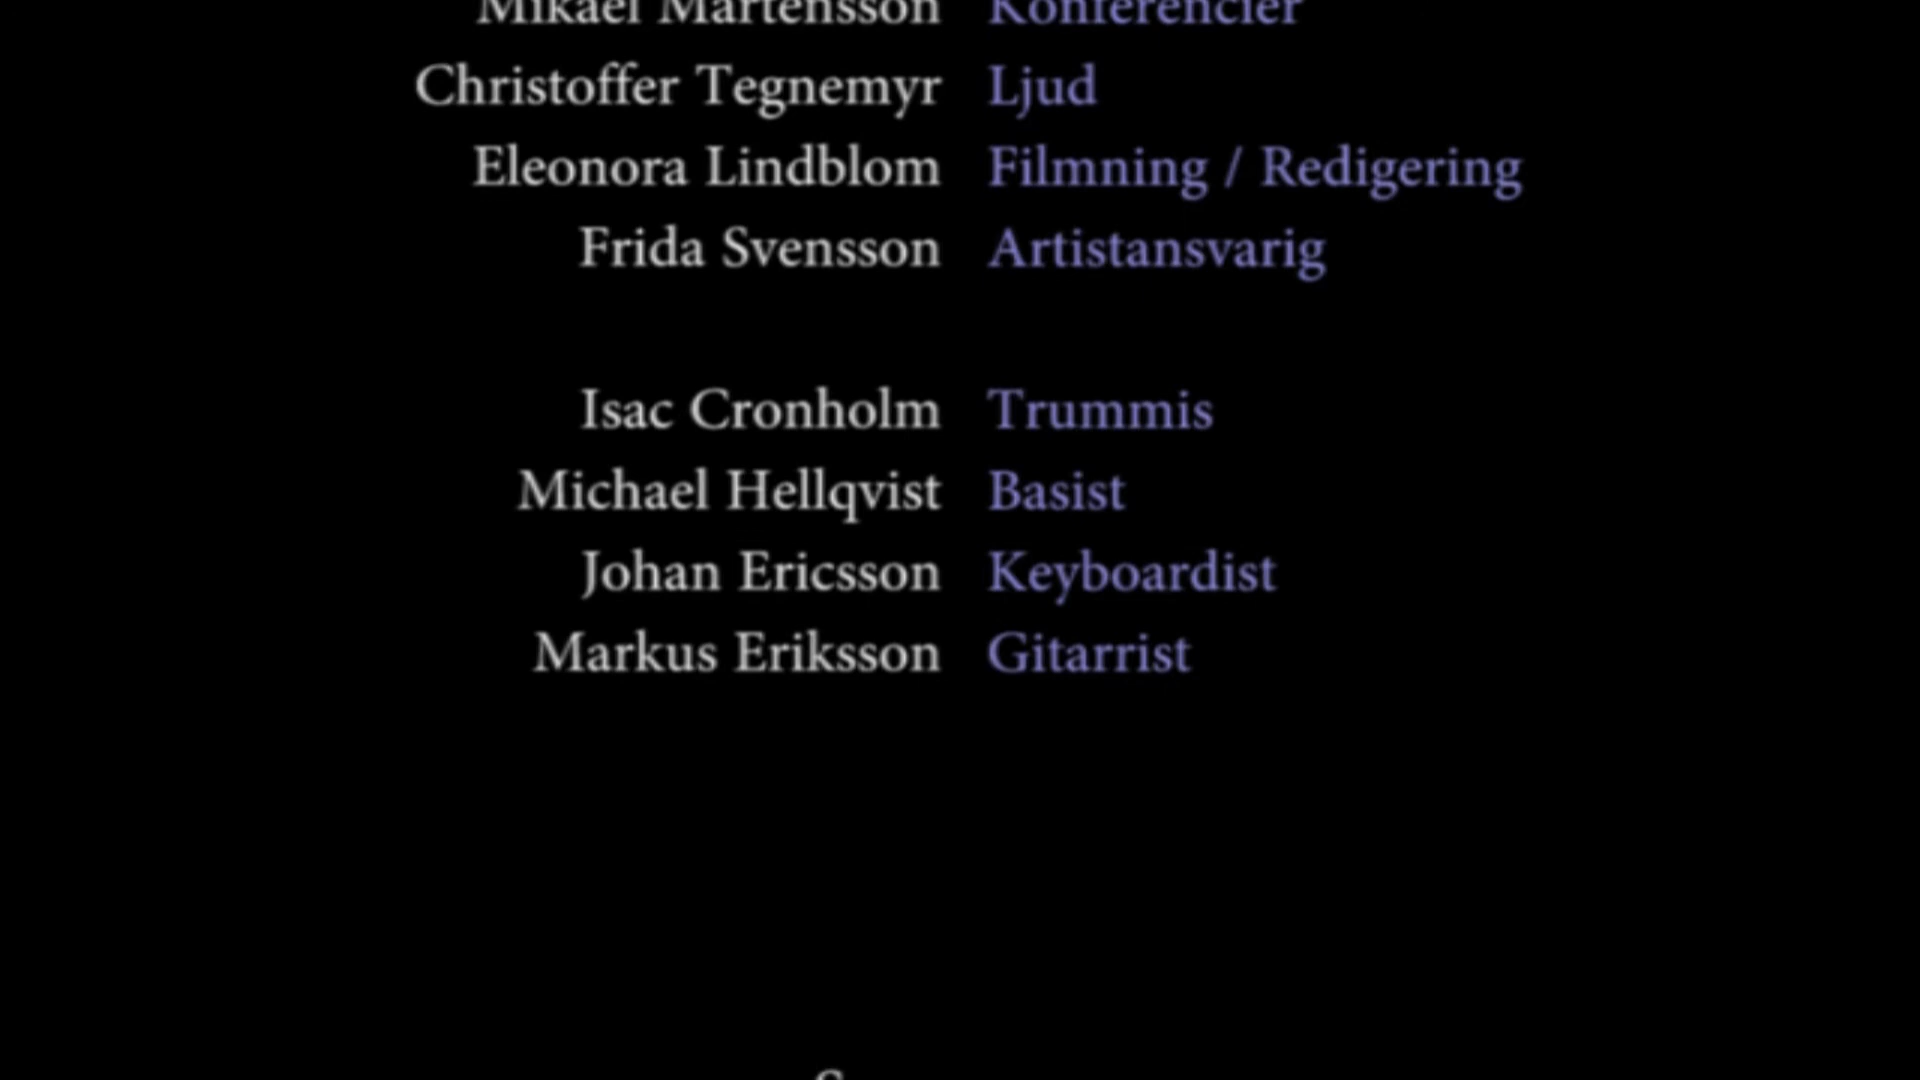 Mikael Mårtensson Konferencier
Christoffer Tegnemyr Ljud
Eleonora Lindblom Filmning / Redigering
Frida Svensson Artistansvarig
Isac Cronholm Trummis
Michael Hellqvist Basist
Johan Ericsson Keyboardist
Markus Eriksson Gitarrist